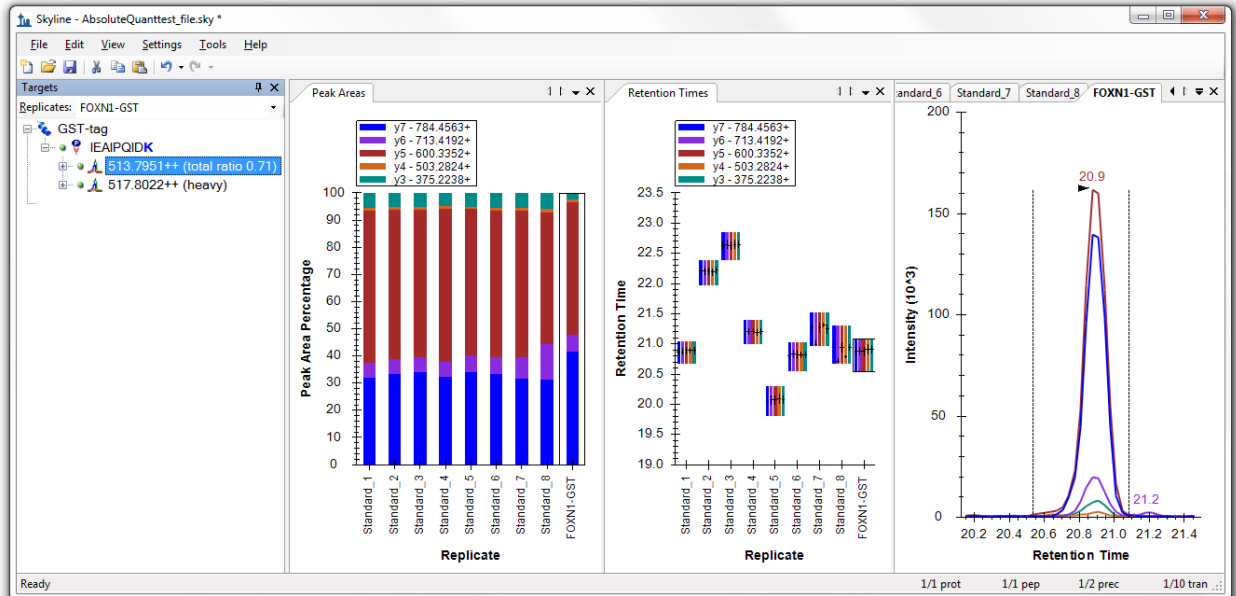 Skyline - AbsoluteQuanttest_file.sky *
File Edit View Settings Tools Help
Targets
Replicates: FOXN1-GST
GST-tag
IEAIPQIDK
513.7951++ (total ratio 0.71)
517.8022++ (heavy)
Peak Areas
y7 - 784.4563+
y6 - 713.4192+
y5 - 600.3352+
y4 - 503.2824+
y3 - 375.2238+
Peak Area Percentage
100
90
80
70
60
50
40
30
20
10
0
Standard_1
Standard_2
Standard_3
Standard_4
Standard_5
Standard_6
Standard_7
Standard_8
FOXN1-GST
Replicate
Retention Times
y7 - 784.4563+
y6 - 713.4192+
y5 - 600.3352+
y4 - 503.2824+
y3 - 375.2238+
Retention Time
23.5
23.0
22.5
22.0
21.5
21.0
20.5
20.0
19.5
19.0
Standard_1
Standard_2
Standard_3
Standard_4
Standard_5
Standard_6
Standard_7
Standard_8
FOXN1-GST
Replicate
tandard_6 Standard_7 Standard_8 FOXN1-GST
Intensity (10^3)
200
150
100
50
0
20.9
21.2
20.2 20.4 20.6 20.8 21.0 21.2 21.4
Retention Time
Ready 1/1 prot 1/1 pep 1/2 prec 1/10 tran